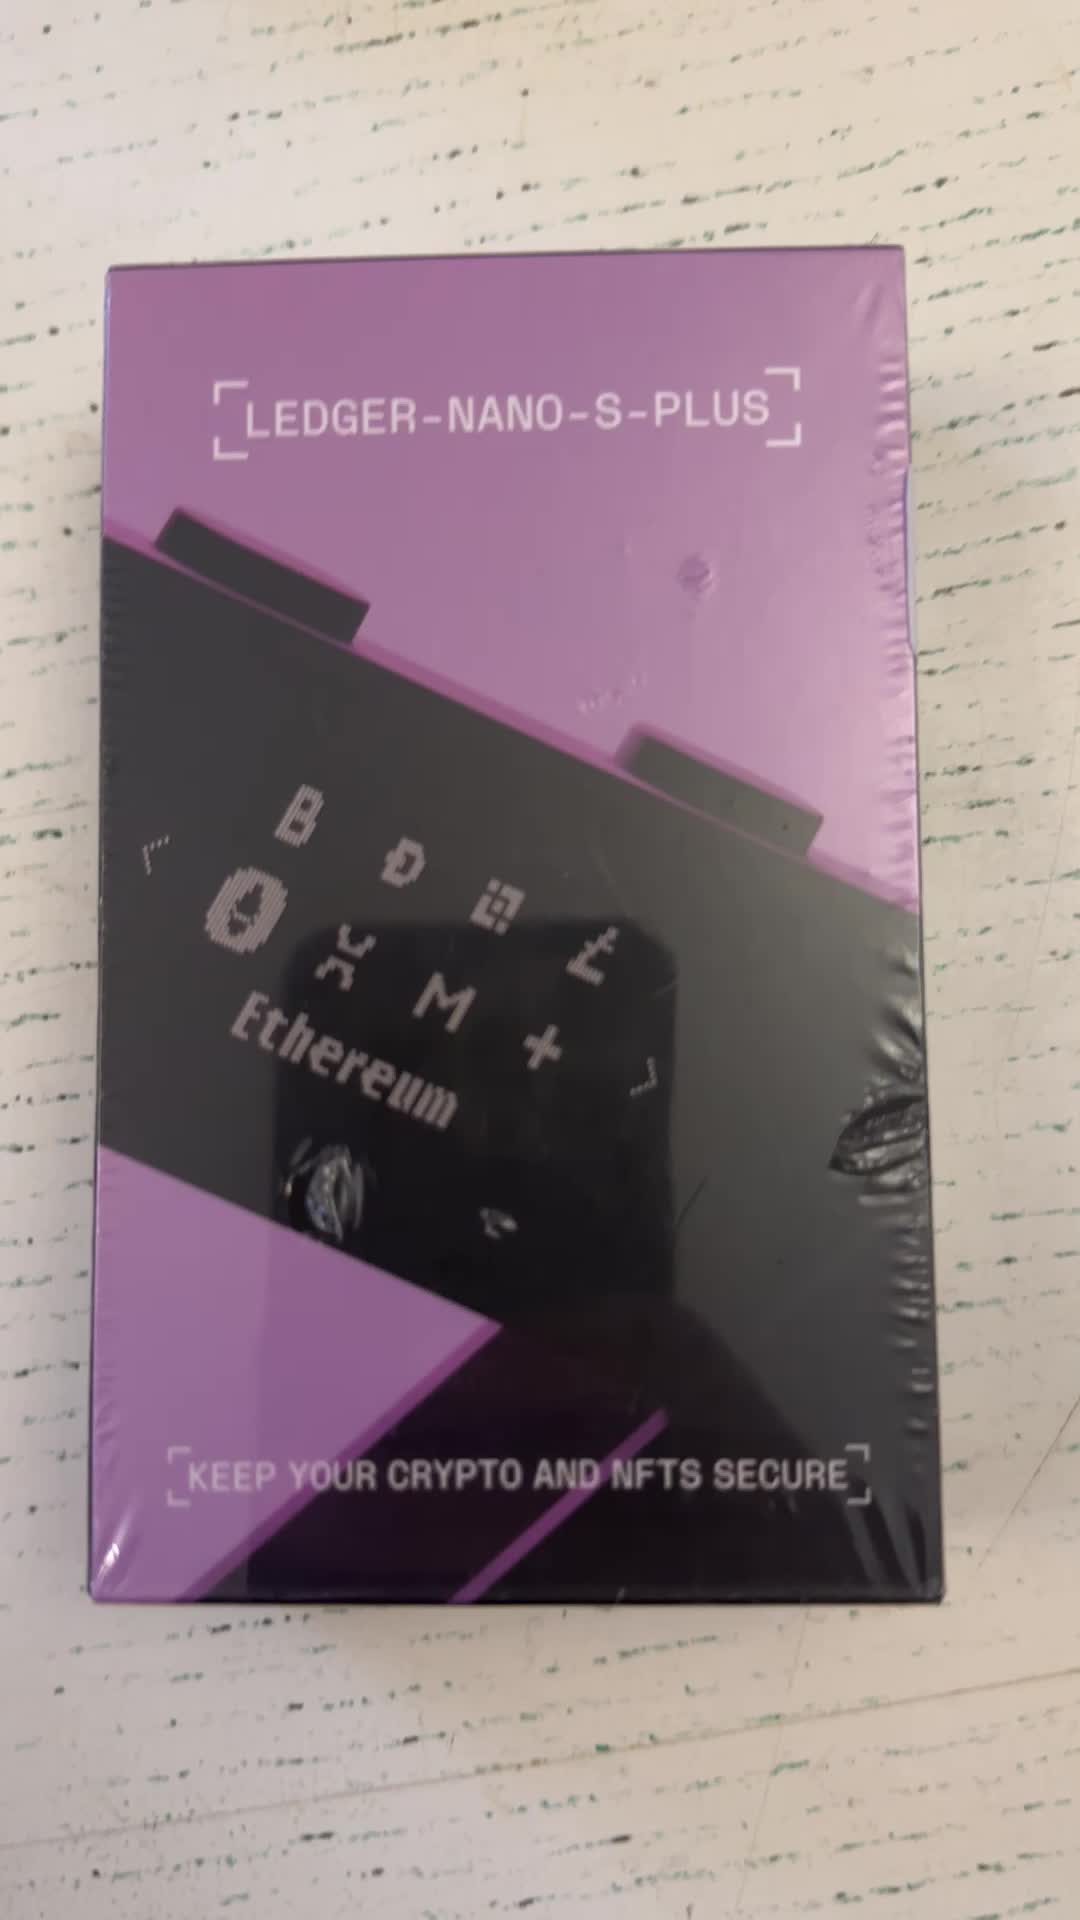 LEDGER-NANO-S-PLUS
B Đ Ł
M +
Ethereum
KEEP YOUR CRYPTO AND NFTS SECURE